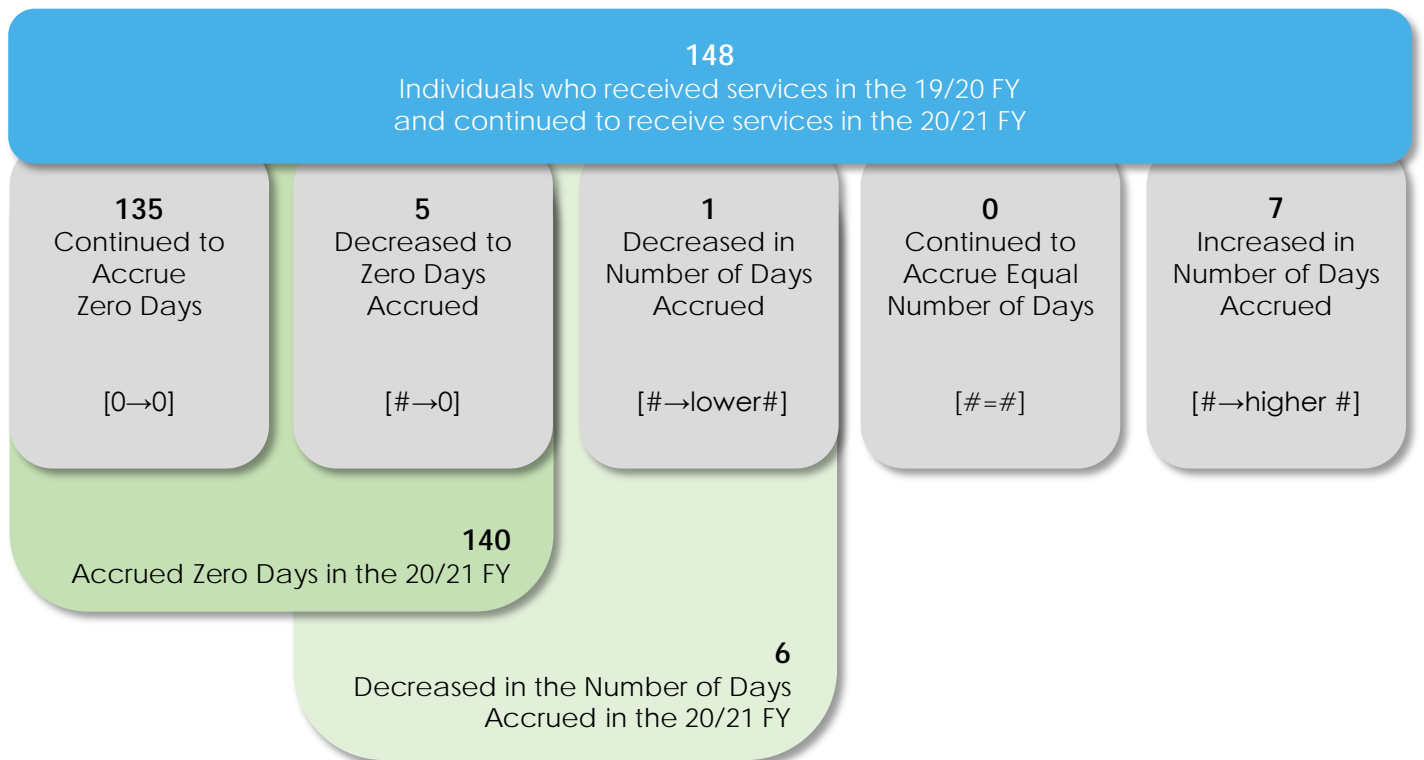 148
Individuals who received services in the 19/20 FY
and continued to receive services in the 20/21 FY
135
Continued to
Accrue
Zero Days
[0→0]
5
Decreased to
Zero Days
Accrued
[#→0]
1
Decreased in
Number of Days
Accrued
[#→lower#]
0
Continued to
Accrue Equal
Number of Days
[#=#]
7
Increased in
Number of Days
Accrued
[#→higher #]
140
Accrued Zero Days in the 20/21 FY
6
Decreased in the Number of Days
Accrued in the 20/21 FY